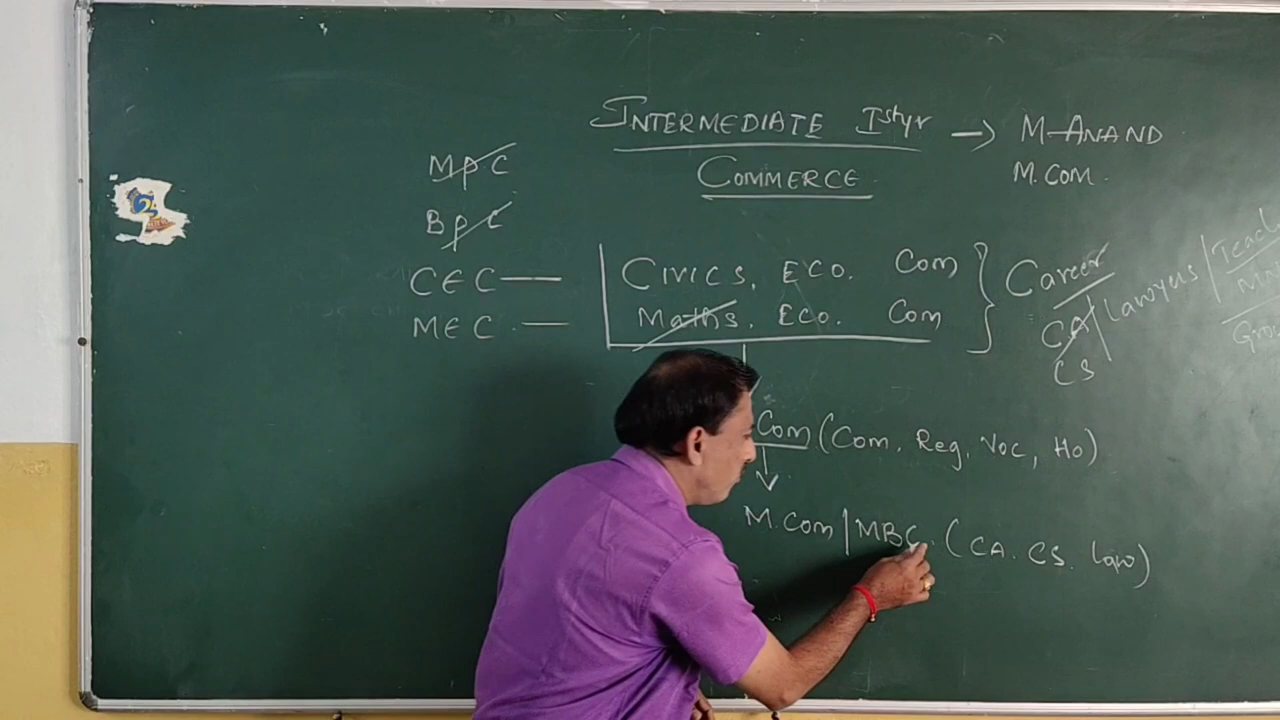 INTERMEDIATE Ist yr → M. ANAND
COMMERCE M.COM.
MPC
BPC
CEC — Civics, Eco. Com } Career
MEC — Maths, Eco. Com
CA / Lawyers /
CS
Com (Com, Reg, Voc, Ho)
M.Com | MBC. (CA. CS. Law)